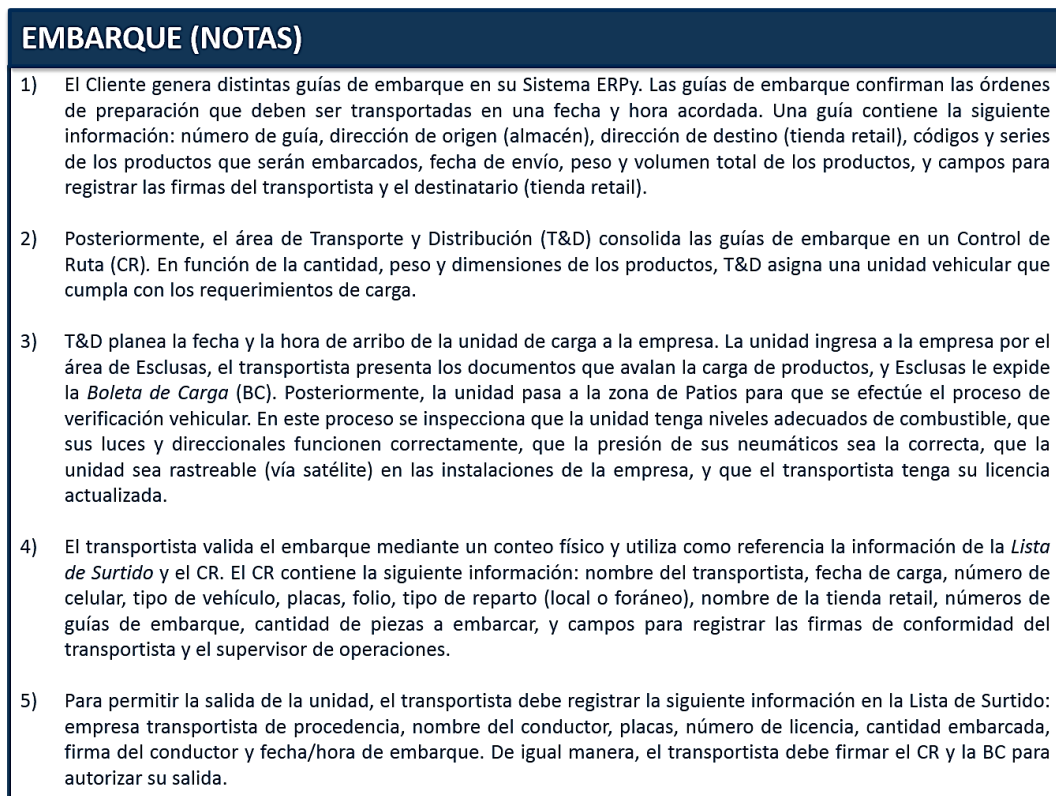 EMBARQUE (NOTAS)
1) El Cliente genera distintas guías de embarque en su Sistema ERPy. Las guías de embarque confirman las órdenes
de preparación que deben ser transportadas en una fecha y hora acordada. Una guía contiene la siguiente
información: número de guía, dirección de origen (almacén), dirección de destino (tienda retail), códigos y series
de los productos que serán embarcados, fecha de envío, peso y volumen total de los productos, y campos para
registrar las firmas del transportista y el destinatario (tienda retail).
2) Posteriormente, el área de Transporte y Distribución (T&D) consolida las guías de embarque en un Control de
Ruta (CR). En función de la cantidad, peso y dimensiones de los productos, T&D asigna una unidad vehicular que
cumpla con los requerimientos de carga.
3) T&D planea la fecha y la hora de arribo de la unidad de carga a la empresa. La unidad ingresa a la empresa por el
área de Esclusas, el transportista presenta los documentos que avalan la carga de productos, y Esclusas le expide
la Boleta de Carga (BC). Posteriormente, la unidad pasa a la zona de Patios para que se efectúe el proceso de
verificación vehicular. En este proceso se inspecciona que la unidad tenga niveles adecuados de combustible, que
sus luces y direccionales funcionen correctamente, que la presión de sus neumáticos sea la correcta, que la
unidad sea rastreable (vía satélite) en las instalaciones de la empresa, y que el transportista tenga su licencia
actualizada.
4) El transportista valida el embarque mediante un conteo físico y utiliza como referencia la información de la Lista
de Surtido y el CR. El CR contiene la siguiente información: nombre del transportista, fecha de carga, número de
celular, tipo de vehículo, placas, folio, tipo de reparto (local o foráneo), nombre de la tienda retail, números de
guías de embarque, cantidad de piezas a embarcar, y campos para registrar las firmas de conformidad del
transportista y el supervisor de operaciones.
5) Para permitir la salida de la unidad, el transportista debe registrar la siguiente información en la Lista de Surtido:
empresa transportista de procedencia, nombre del conductor, placas, número de licencia, cantidad embarcada,
firma del conductor y fecha/hora de embarque. De igual manera, el transportista debe firmar el CR y la BC para
autorizar su salida.